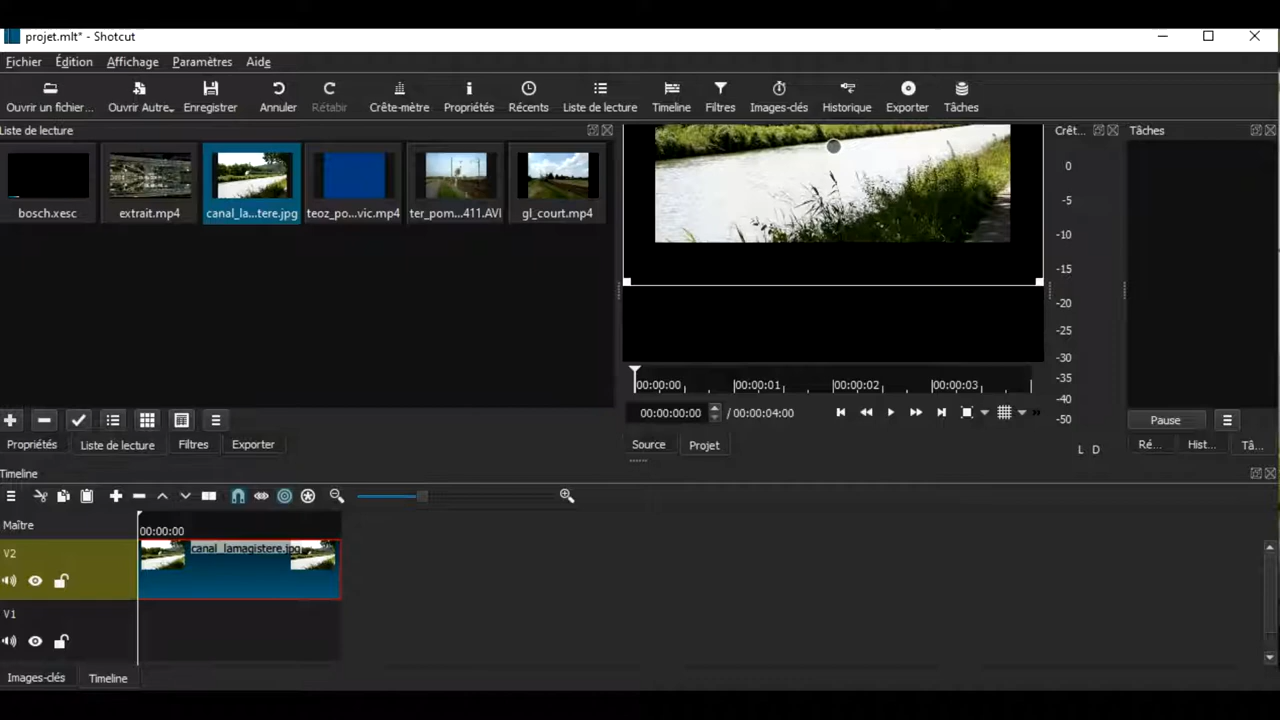 projet.mlt* - Shotcut
Fichier Édition Affichage Paramètres Aide
Ouvrir un fichier... Ouvrir Autre... Enregistrer Annuler Rétabir Crête-mètre Propriétés Récents Liste de lecture Timeline Filtres Images-clés Historique Exporter Tâches
Liste de lecture
Crêt...
Tâches
bosch.xesc extrait.mp4 canal_la...tere.jpg teoz_po...vic.mp4 ter_pom...411.AVI gl_court.mp4
0
-5
-10
-15
-20
-25
-30
-35
-40
-50
L D
00:00:00 00:00:01 00:00:02 00:00:03
00:00:00:00 / 00:00:04:00
Pause
Propriétés Liste de lecture Filtres Exporter
Source Projet
Ré... Hist... Tâ...
Timeline
Maître
00:00:00
V2
canal_lamagistere.jpg
V1
Images-clés Timeline